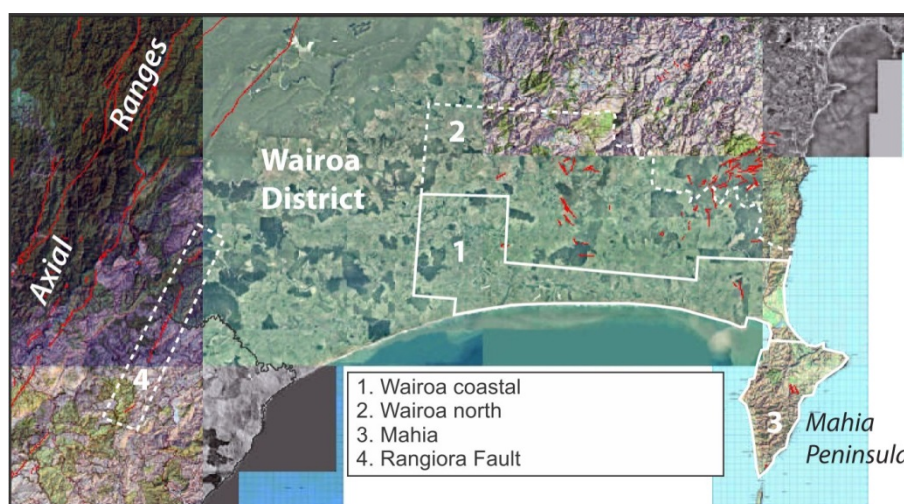 Axial Ranges
Wairoa
District
2
1
4
3
1. Wairoa coastal
2. Wairoa north
3. Mahia
4. Rangiora Fault
Mahia
Peninsula